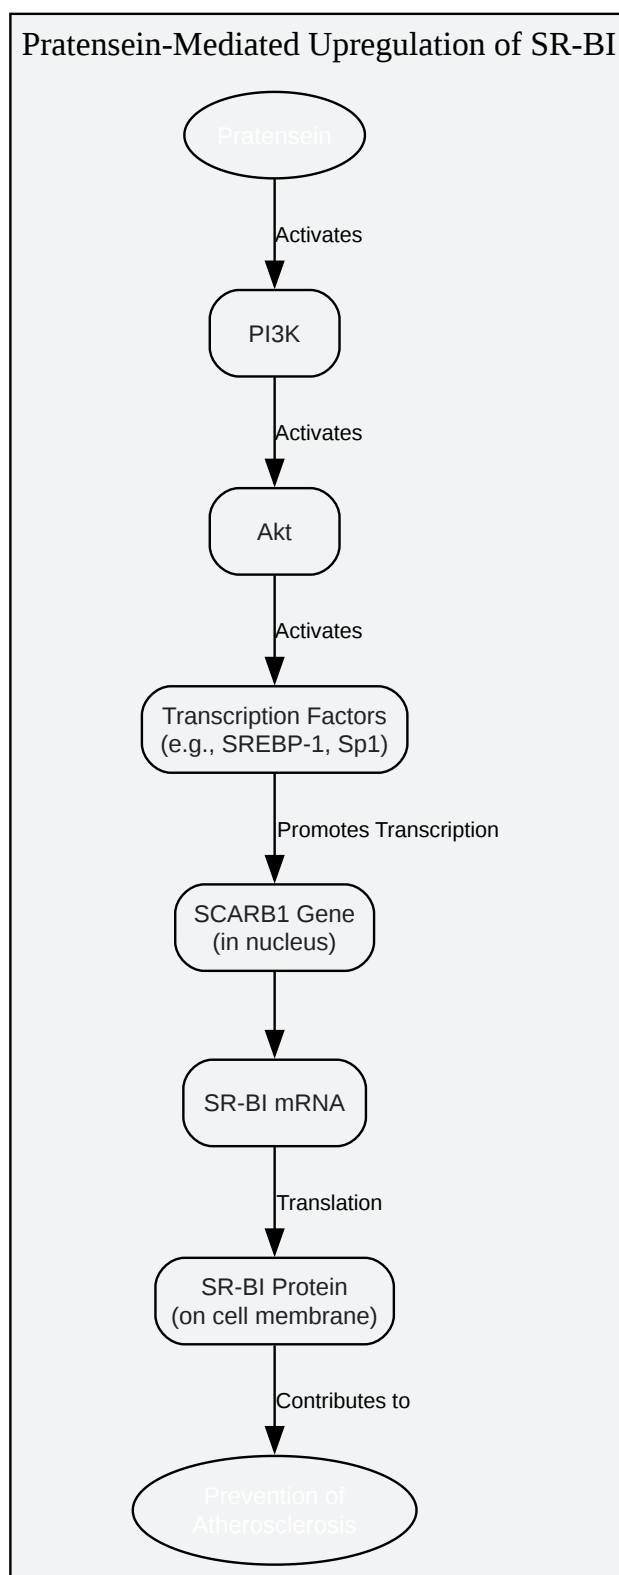 Pratensein-Mediated Upregulation of SR-BI
Pratensein
Activates
PI3K
Activates
Akt
Activates
Transcription Factors
(e.g., SREBP-1, Sp1)
Promotes Transcription
SCARB1 Gene
(in nucleus)
SR-BI mRNA
Translation
SR-BI Protein
(on cell membrane)
Contributes to
Prevention of
Atherosclerosis